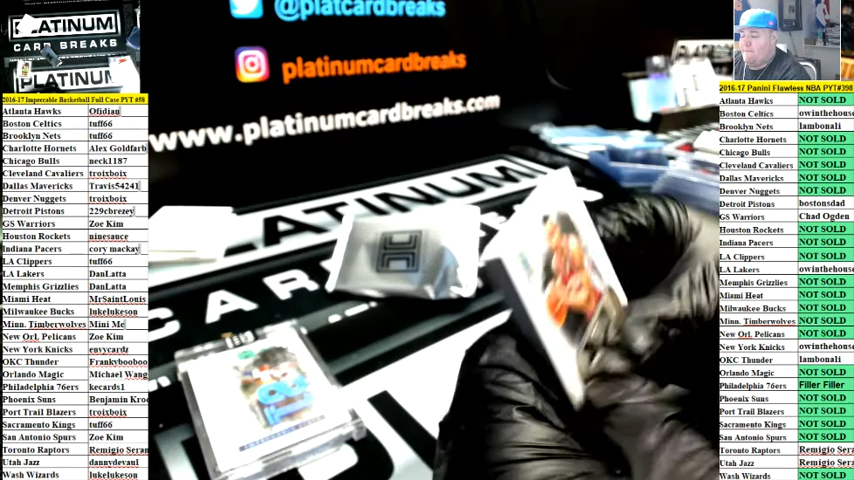 PLATINUM
CARD BREAKS
PLATINUM
2016-17 Impeccable Basketball Full Case PYT #58
Atlanta Hawks Ofidian
Boston Celtics tuff66
Brooklyn Nets tuff66
Charlotte Hornets Alex Goldfarb
Chicago Bulls neck1187
Cleveland Cavaliers troixboix
Dallas Mavericks Travis54241
Denver Nuggets troixboix
Detroit Pistons 229cbrezey
GS Warriors Zoe Kim
Houston Rockets ninesauce
Indiana Pacers cory mackay
LA Clippers tuff66
LA Lakers DanLatta
Memphis Grizzlies DanLatta
Miami Heat MrSaintLouis
Milwaukee Bucks lukelukeson
Minn. Timberwolves Mini Me
New Orl. Pelicans Zoe Kim
New York Knicks envycardz
OKC Thunder Frankybooboo
Orlando Magic Michael Wang
Philadelphia 76ers kecards1
Phoenix Suns Benjamin Kroo
Port Trail Blazers troixboix
Sacramento Kings tuff66
San Antonio Spurs Zoe Kim
Toronto Raptors Remigio Seran
Utah Jazz dannydevaul
Wash Wizards lukelukeson
@platcardbreaks
platinumcardbreaks
www.platinumcardbreaks.com
PLATINUM
2016-17 Panini Flawless NBA PYT#398
Atlanta Hawks NOT SOLD
Boston Celtics owinthehouse
Brooklyn Nets lambonali
Charlotte Hornets NOT SOLD
Chicago Bulls NOT SOLD
Cleveland Cavaliers NOT SOLD
Dallas Mavericks NOT SOLD
Denver Nuggets NOT SOLD
Detroit Pistons bostonsdad
GS Warriors Chad Ogden
Houston Rockets NOT SOLD
Indiana Pacers NOT SOLD
LA Clippers NOT SOLD
LA Lakers owinthehouse
Memphis Grizzlies NOT SOLD
Miami Heat NOT SOLD
Milwaukee Bucks NOT SOLD
Minn. Timberwolves NOT SOLD
New Orl. Pelicans NOT SOLD
New York Knicks owinthehouse
OKC Thunder lambonali
Orlando Magic NOT SOLD
Philadelphia 76ers Filler Filler
Phoenix Suns NOT SOLD
Port Trail Blazers NOT SOLD
Sacramento Kings NOT SOLD
San Antonio Spurs NOT SOLD
Toronto Raptors Remigio Sera
Utah Jazz Remigio Sera
Wash Wizards NOT SOLD